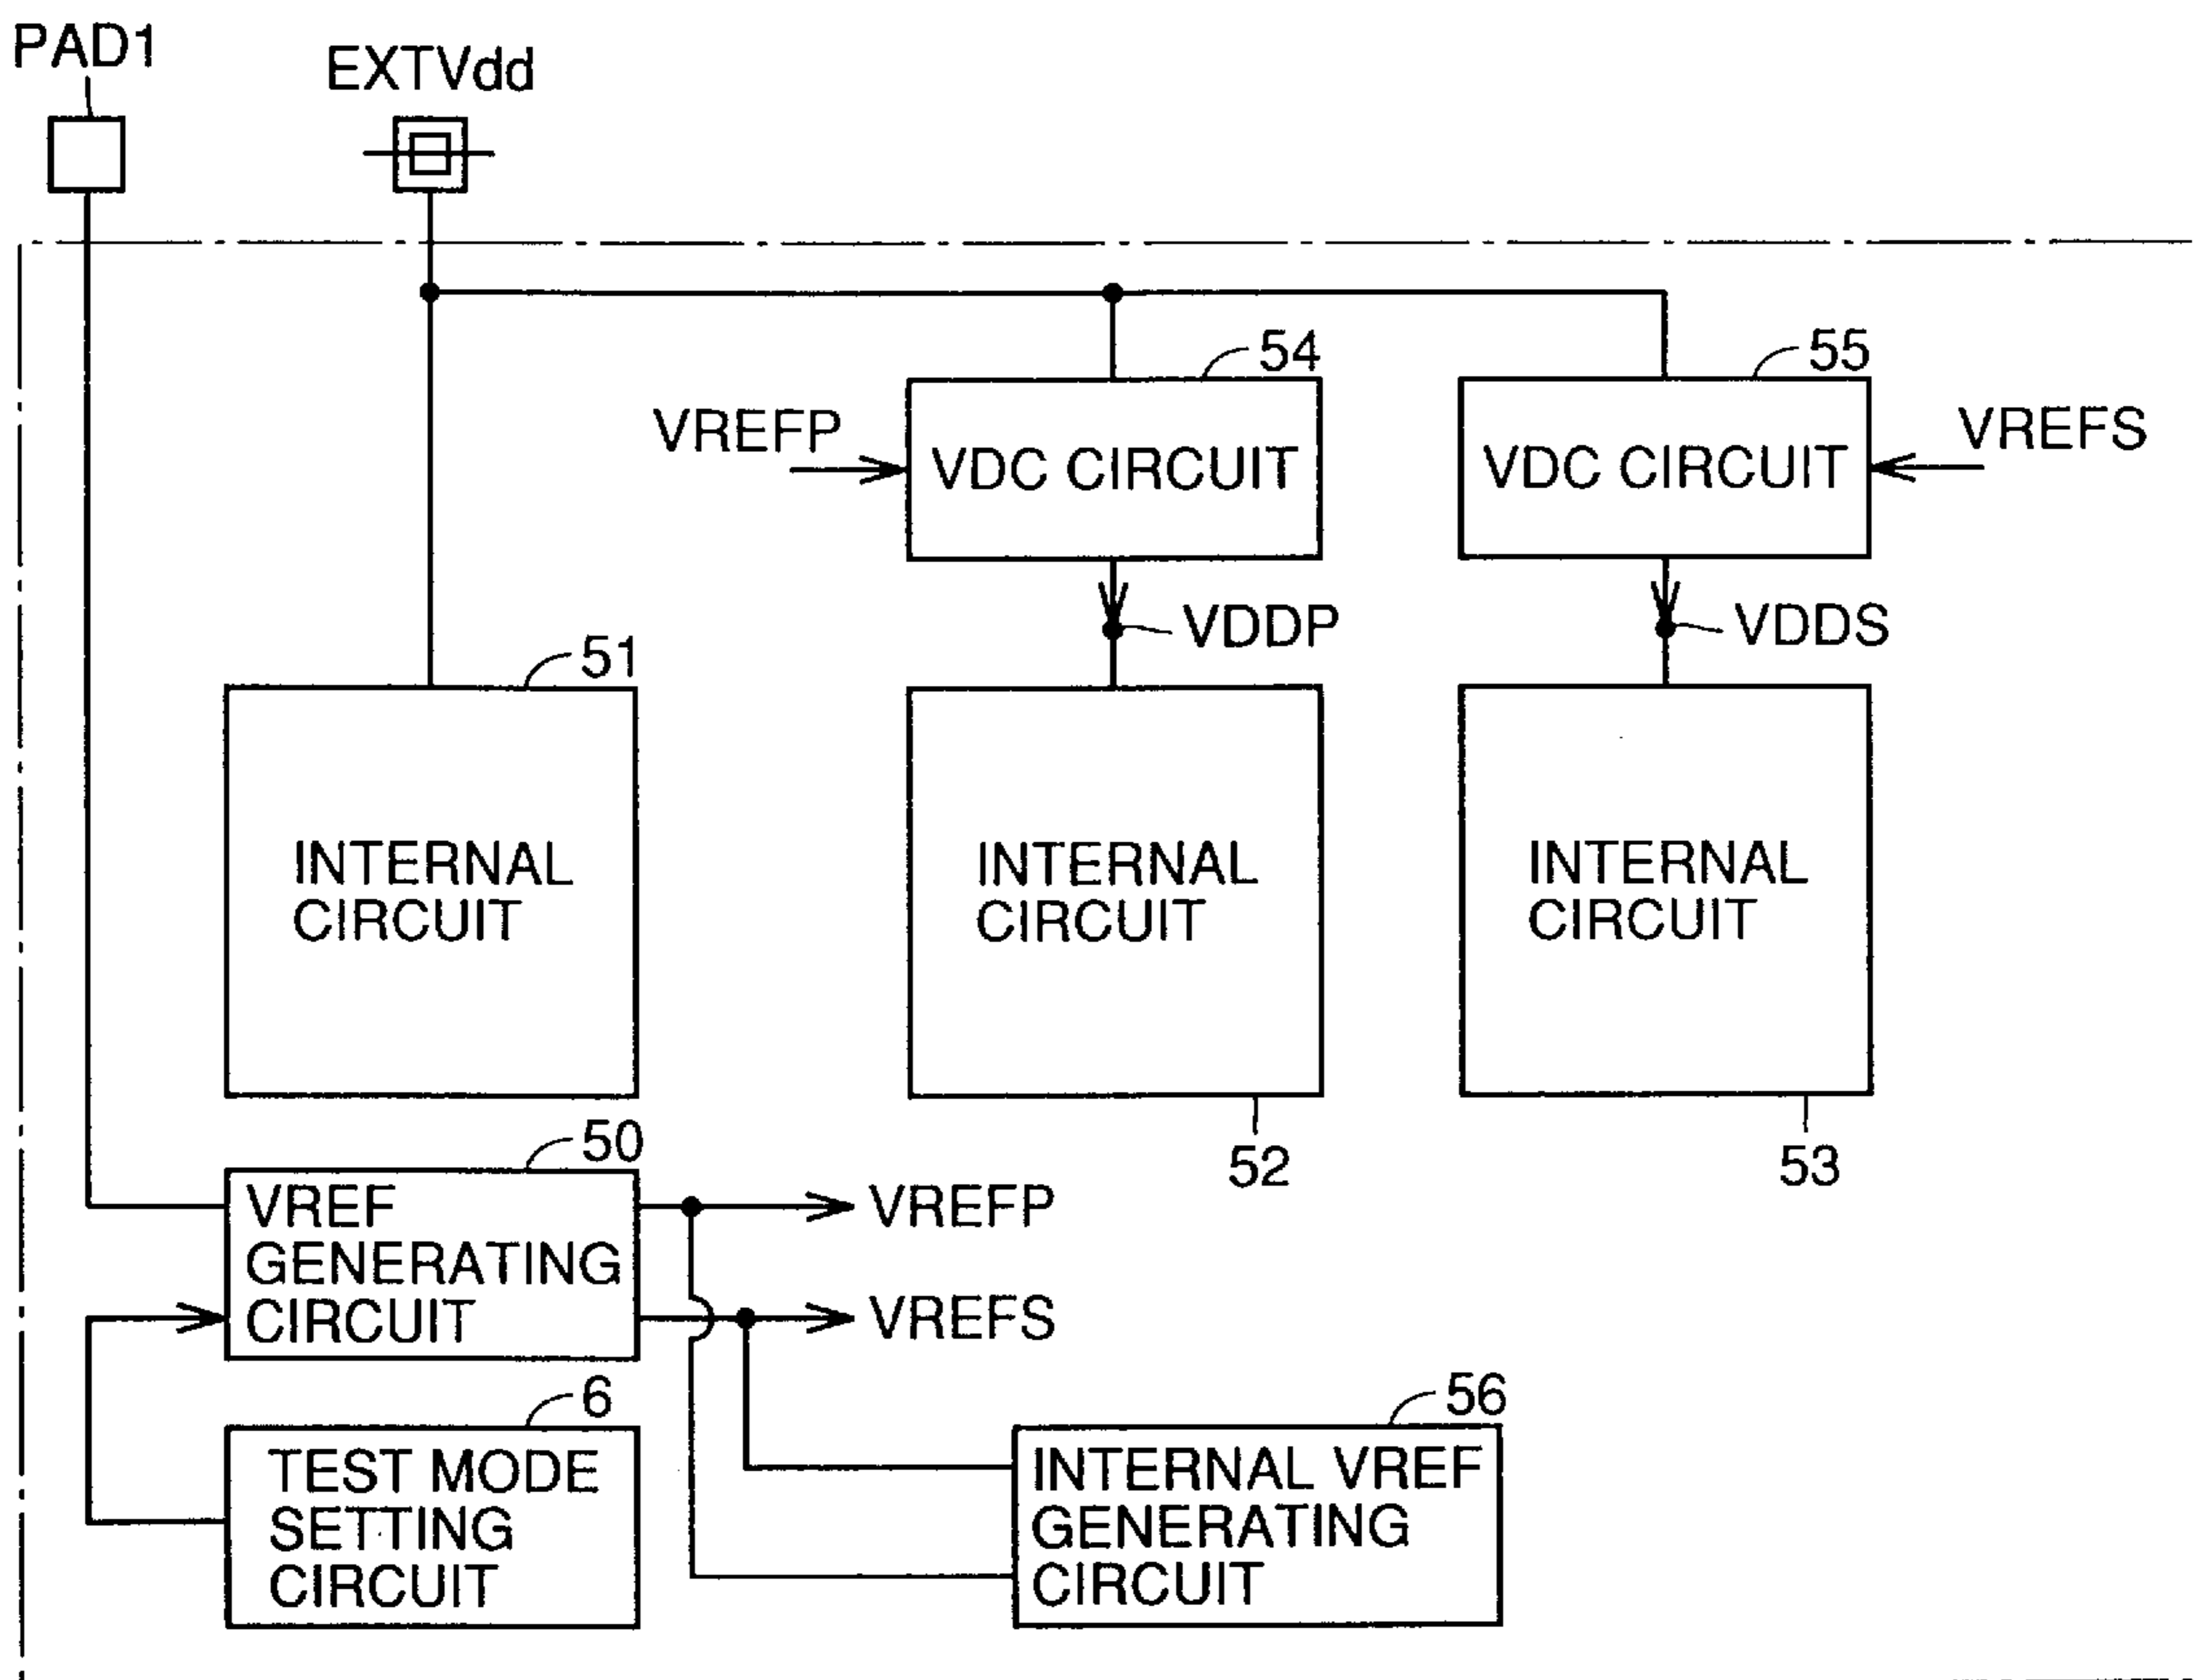 PAD1
EXTVdd
54
55
VREFP
VDC CIRCUIT
VDC CIRCUIT
VREFS
VDDP
VDDS
51
INTERNAL
CIRCUIT
INTERNAL
CIRCUIT
INTERNAL
CIRCUIT
52
53
50
VREF
GENERATING
CIRCUIT
VREFP
VREFS
6
TEST MODE
SETTING
CIRCUIT
56
INTERNAL VREF
GENERATING
CIRCUIT